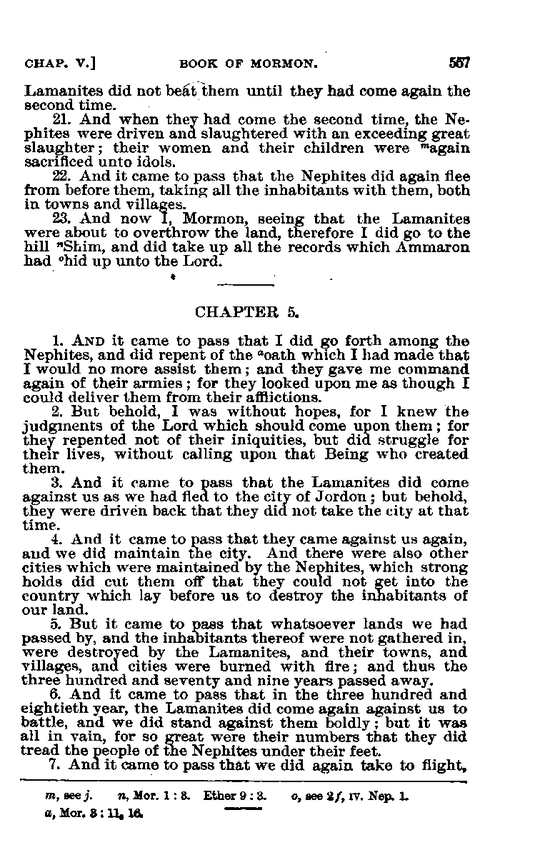 CHAP. V.] BOOK OF MORMON. 557
Lamanites did not beat them until they had come again the
second time.
21. And when they had come the second time, the Ne-
phites were driven and slaughtered with an exceeding great
slaughter; their women and their children were ᵐagain
sacrificed unto idols.
22. And it came to pass that the Nephites did again flee
from before them, taking all the inhabitants with them, both
in towns and villages.
23. And now I, Mormon, seeing that the Lamanites
were about to overthrow the land, therefore I did go to the
hill ⁿShim, and did take up all the records which Ammaron
had ᵒhid up unto the Lord.
CHAPTER 5.
1. AND it came to pass that I did go forth among the
Nephites, and did repent of the ᵃoath which I had made that
I would no more assist them; and they gave me command
again of their armies; for they looked upon me as though I
could deliver them from their afflictions.
2. But behold, I was without hopes, for I knew the
judgments of the Lord which should come upon them; for
they repented not of their iniquities, but did struggle for
their lives, without calling upon that Being who created
them.
3. And it came to pass that the Lamanites did come
against us as we had fled to the city of Jordon; but behold,
they were driven back that they did not take the city at that
time.
4. And it came to pass that they came against us again,
and we did maintain the city. And there were also other
cities which were maintained by the Nephites, which strong
holds did cut them off that they could not get into the
country which lay before us to destroy the inhabitants of
our land.
5. But it came to pass that whatsoever lands we had
passed by, and the inhabitants thereof were not gathered in,
were destroyed by the Lamanites, and their towns, and
villages, and cities were burned with fire; and thus the
three hundred and seventy and nine years passed away.
6. And it came to pass that in the three hundred and
eightieth year, the Lamanites did come again against us to
battle, and we did stand against them boldly; but it was
all in vain, for so great were their numbers that they did
tread the people of the Nephites under their feet.
7. And it came to pass that we did again take to flight,
m, see j. n, Mor. 1:3. Ether 9:3. o, see 2f, IV. Nep. 1.
a, Mor. 3:11, 16.